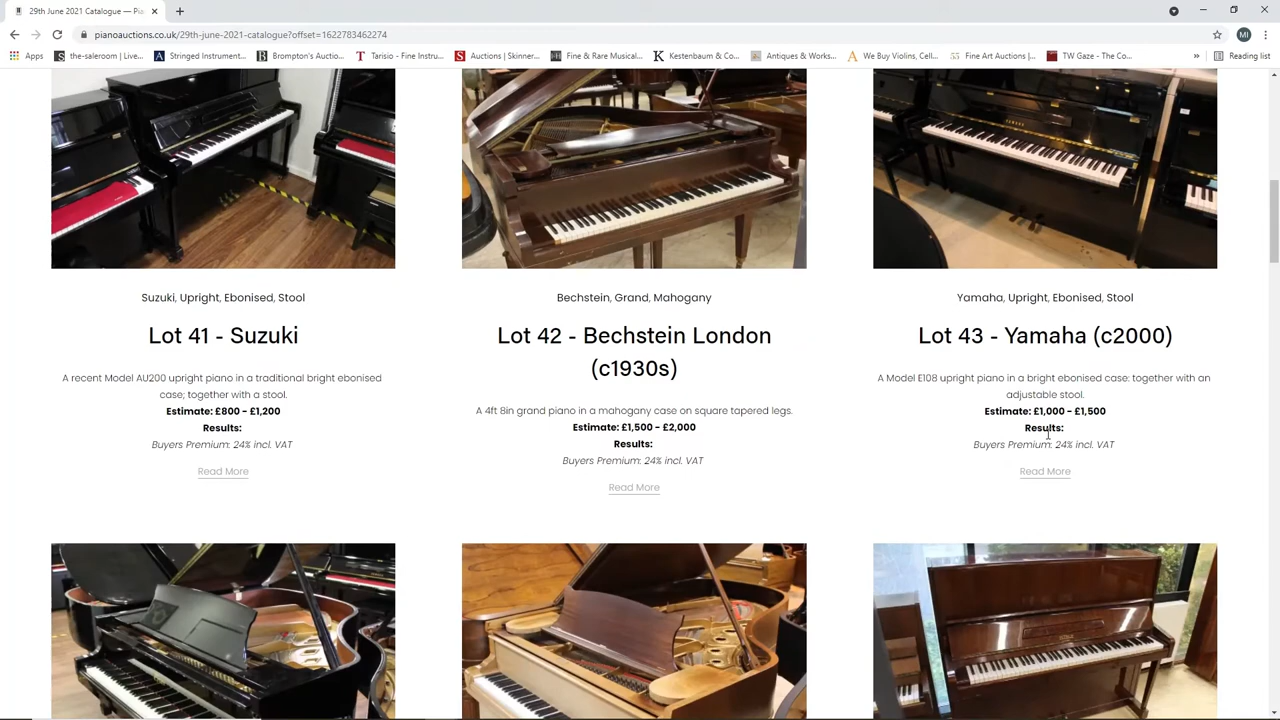 29th June 2021 Catalogue — Pia
pianoauctions.co.uk/29th-june-2021-catalogue?offset=1622783462274
MI
Apps
the-saleroom | Live...
Stringed Instrument...
Brompton's Auctio...
Tarisio - Fine Instru...
Auctions | Skinner...
Fine & Rare Musical...
Kestenbaum & Co...
Antiques & Works...
We Buy Violins, Cell...
Fine Art Auctions |...
TW Gaze - The Co...
»
Reading list
Suzuki, Upright, Ebonised, Stool
Lot 41 - Suzuki
A recent Model AU200 upright piano in a traditional bright ebonised
case; together with a stool.
Estimate: £800 - £1,200
Results:
Buyers Premium: 24% incl. VAT
Read More
Bechstein, Grand, Mahogany
Lot 42 - Bechstein London
(c1930s)
A 4ft 8in grand piano in a mahogany case on square tapered legs.
Estimate: £1,500 - £2,000
Results:
Buyers Premium: 24% incl. VAT
Read More
Yamaha, Upright, Ebonised, Stool
Lot 43 - Yamaha (c2000)
A Model E108 upright piano in a bright ebonised case: together with an
adjustable stool.
Estimate: £1,000 - £1,500
Results:
Buyers Premium: 24% incl. VAT
Read More